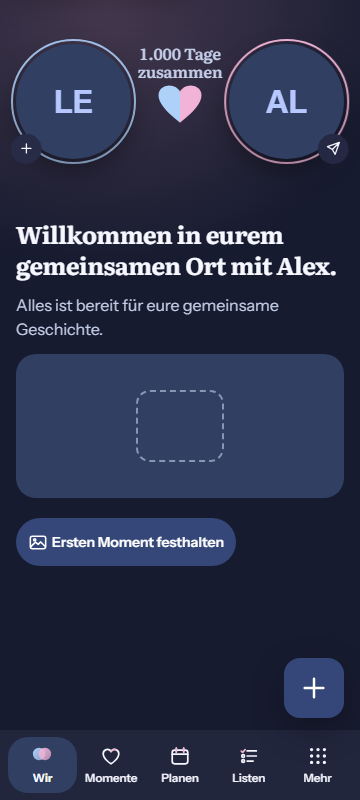 LE
1.000 Tage
zusammen
AL
Willkommen in eurem
gemeinsamen Ort mit Alex.
Alles ist bereit für eure gemeinsame
Geschichte.
Ersten Moment festhalten
Wir
Momente
Planen
Listen
Mehr